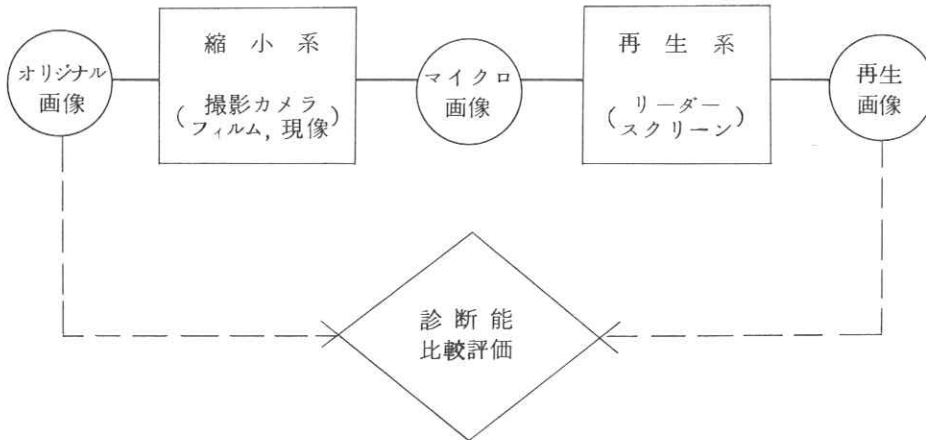 オリジナル
画像
縮小系
(撮影カメラ
フィルム, 現像)
マイクロ
画像
再生系
(リーダー
スクリーン)
再生
画像
診断能
比較評価